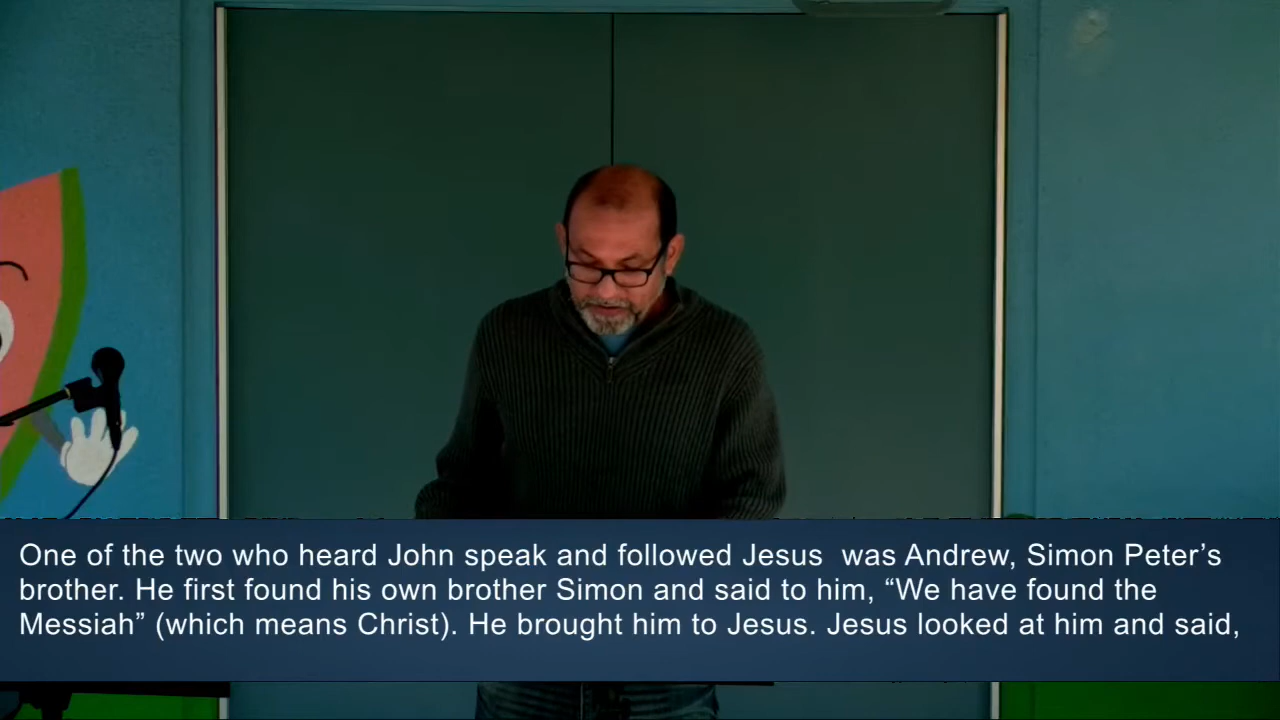 One of the two who heard John speak and followed Jesus  was Andrew, Simon Peter’s
brother. He first found his own brother Simon and said to him, “We have found the
Messiah” (which means Christ). He brought him to Jesus. Jesus looked at him and said,